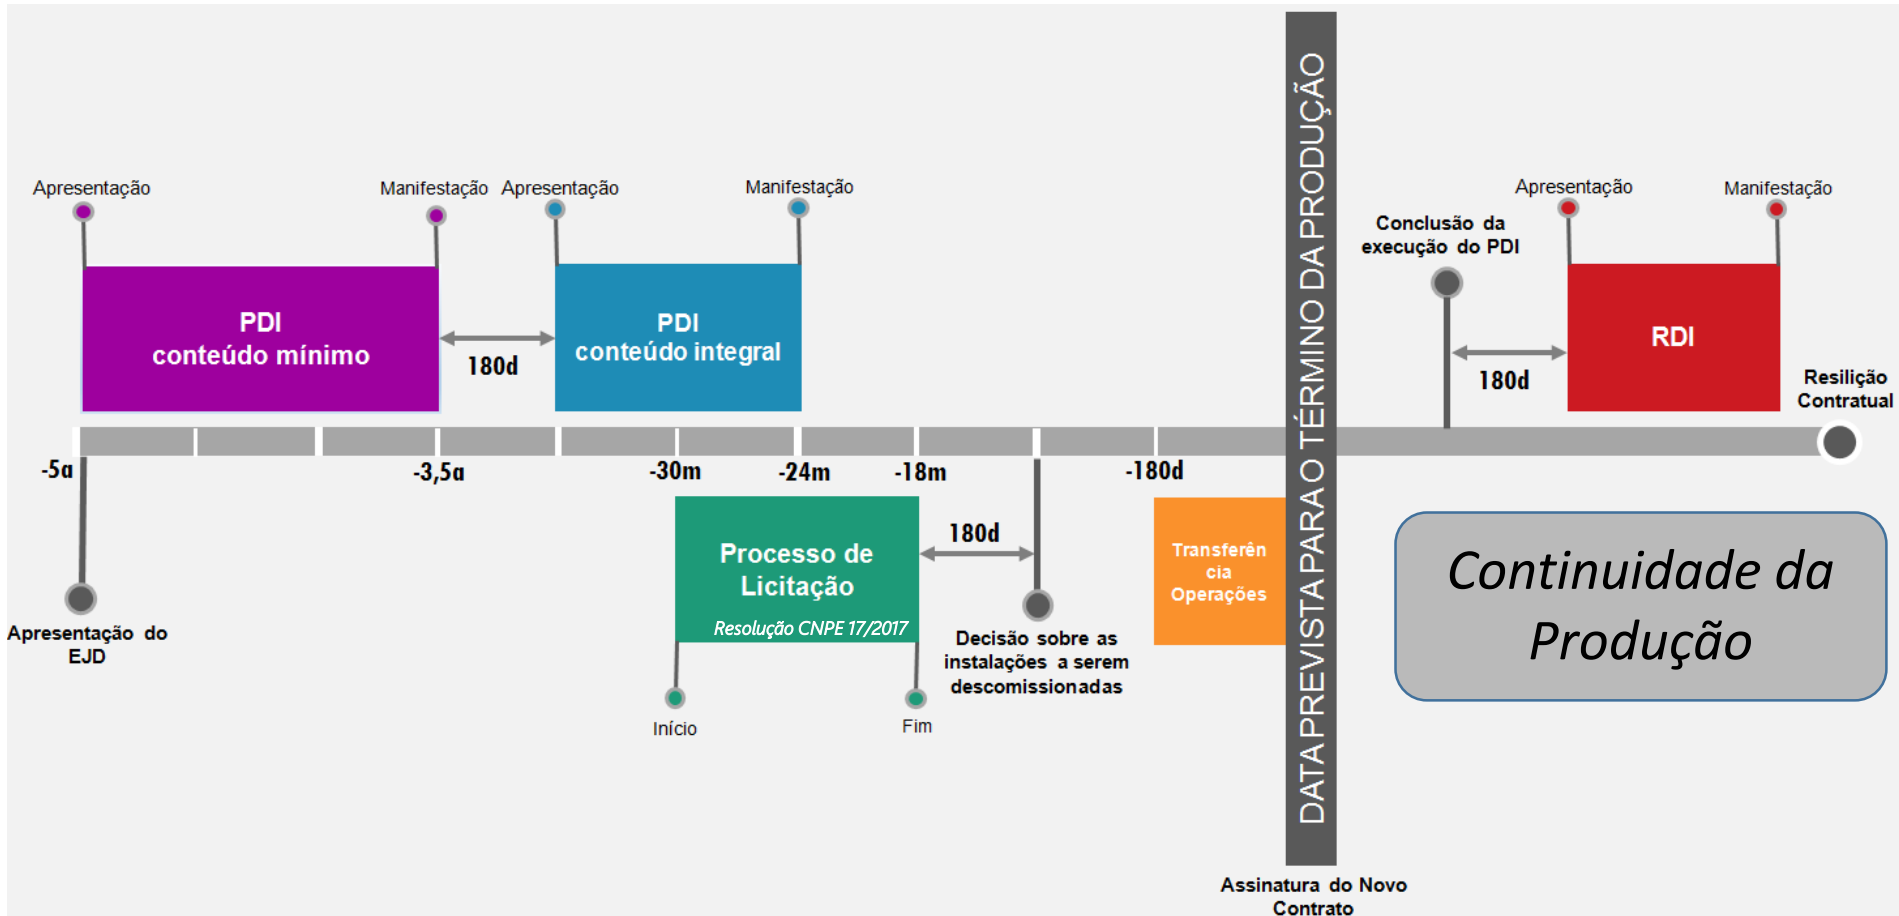 Apresentação
Manifestação
Apresentação
Manifestação
Apresentação
Manifestação
Conclusão da
execução do PDI
PDI
conteúdo mínimo
180d
PDI
conteúdo integral
DATA PREVISTA PARA O TÉRMINO DA PRODUÇÃO
180d
RDI
Resilição
Contratual
-5a
-3,5a
-30m
-24m
-18m
-180d
Apresentação do
EJD
Processo de
Licitação
Resolução CNPE 17/2017
Início
Fim
180d
Decisão sobre as
instalações a serem
descomissionadas
Transferên
cia
Operações
Continuidade da
Produção
Assinatura do Novo
Contrato